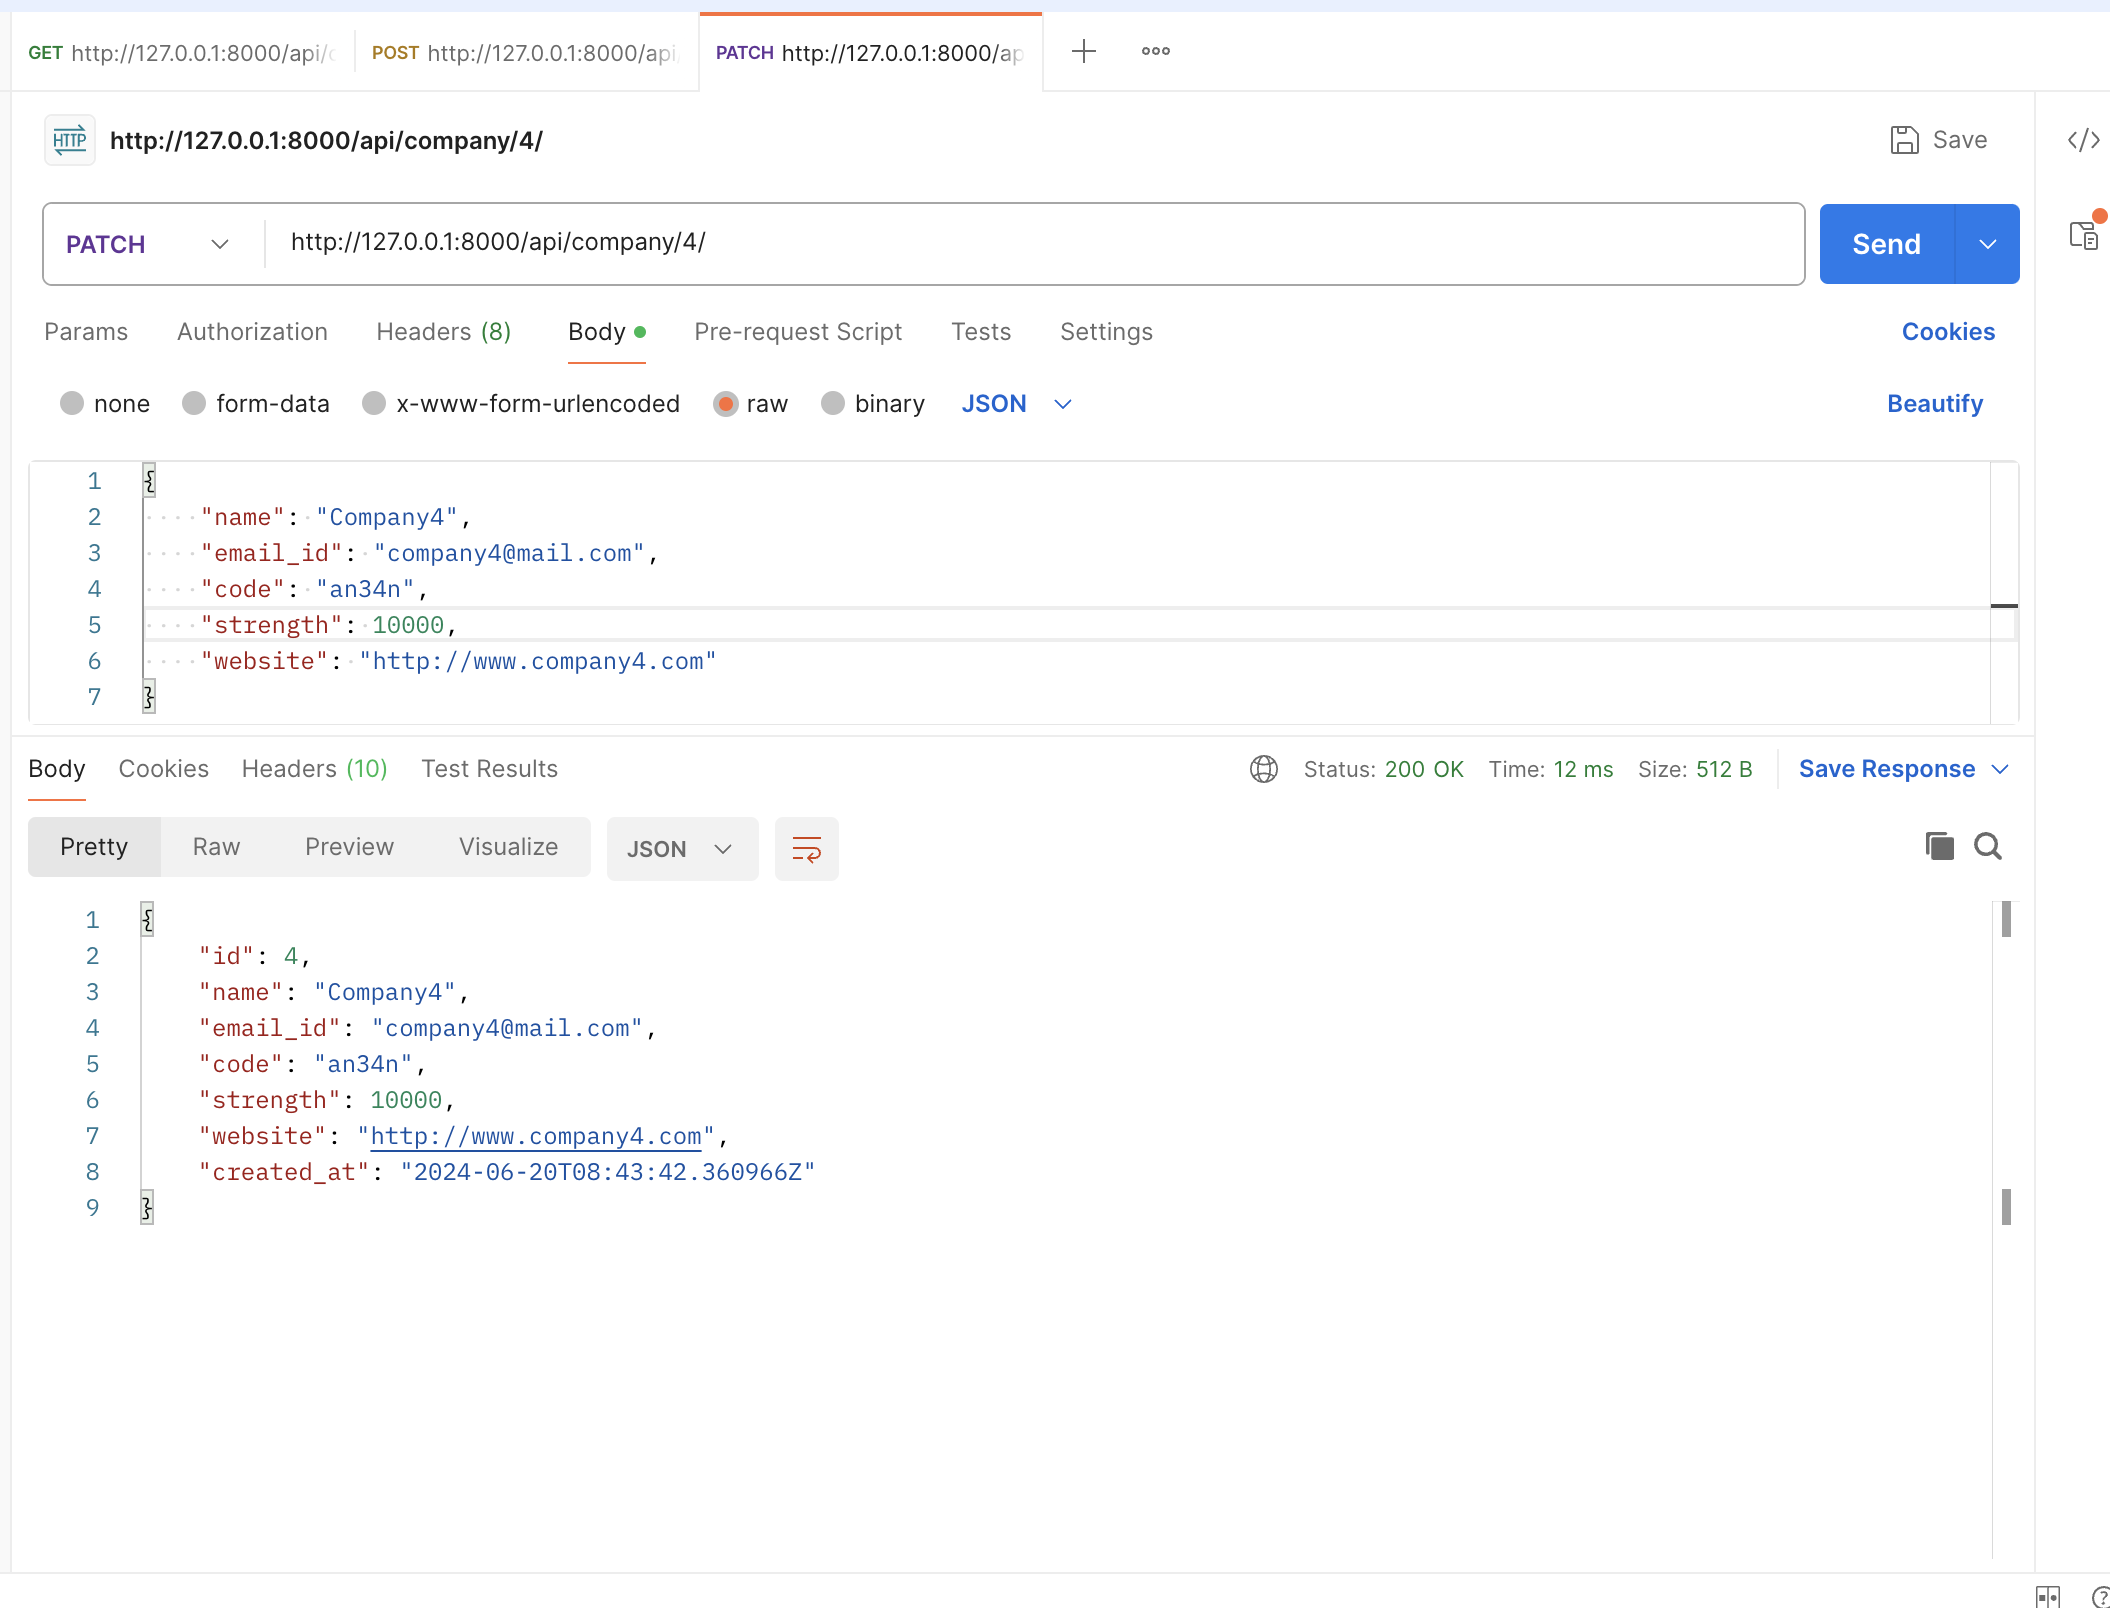 GET http://127.0.0.1:8000/api/c POST http://127.0.0.1:8000/api/ PATCH http://127.0.0.1:8000/ap
HTTP http://127.0.0.1:8000/api/company/4/ Save </>
PATCH http://127.0.0.1:8000/api/company/4/ Send
Params Authorization Headers (8) Body Pre-request Script Tests Settings Cookies
none form-data x-www-form-urlencoded raw binary JSON Beautify
1 {
2 "name": "Company4",
3 "email_id": "company4@mail.com",
4 "code": "an34n",
5 "strength": 10000,
6 "website": "http://www.company4.com"
7 }
Body Cookies Headers (10) Test Results Status: 200 OK Time: 12 ms Size: 512 B Save Response
Pretty Raw Preview Visualize JSON
1 {
2 "id": 4,
3 "name": "Company4",
4 "email_id": "company4@mail.com",
5 "code": "an34n",
6 "strength": 10000,
7 "website": "http://www.company4.com",
8 "created_at": "2024-06-20T08:43:42.360966Z"
9 }